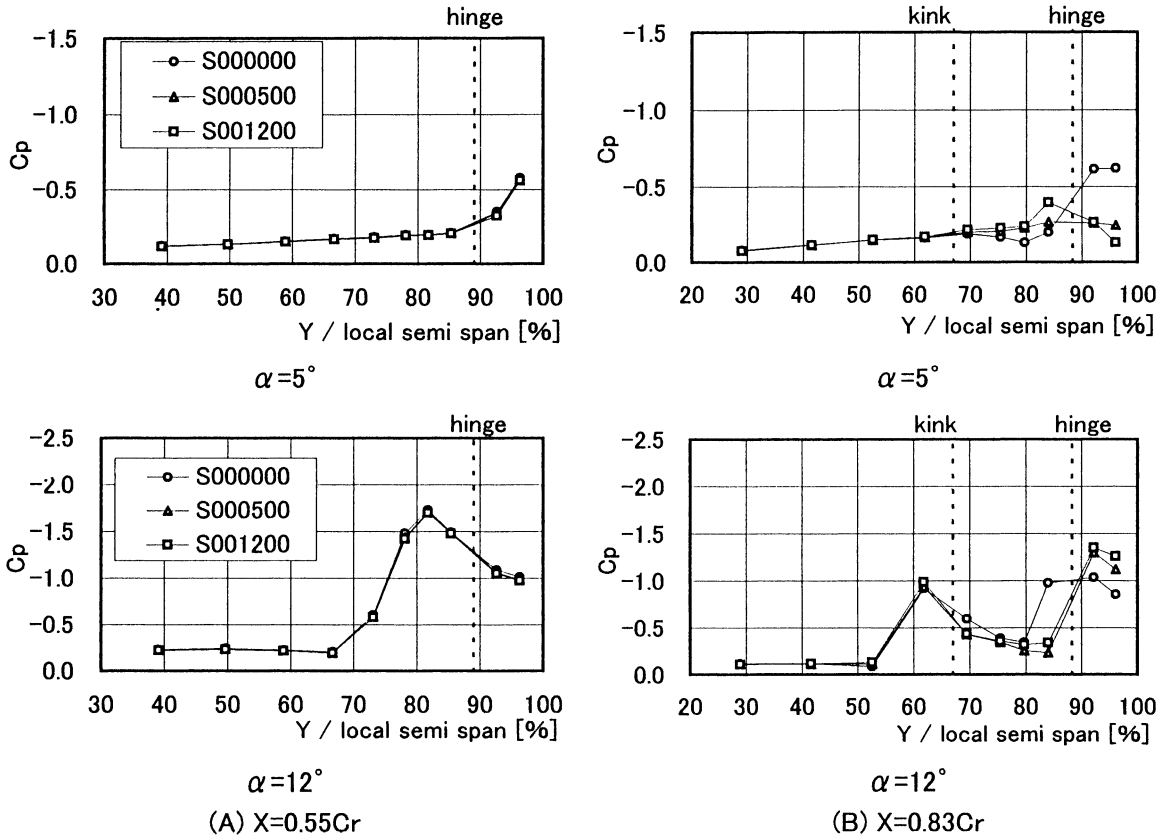 hinge
-1.5
-1.0
-0.5
0.0
Cp
S000000
S000500
S001200
30 40 50 60 70 80 90 100
Y / local semi span [%]
α=5°
kink hinge
-1.5
-1.0
-0.5
0.0
Cp
20 30 40 50 60 70 80 90 100
Y / local semi span [%]
α=5°
hinge
-2.5
-2.0
-1.5
-1.0
-0.5
0.0
Cp
S000000
S000500
S001200
30 40 50 60 70 80 90 100
Y / local semi span [%]
α=12°
(A) X=0.55Cr
kink hinge
-2.5
-2.0
-1.5
-1.0
-0.5
0.0
Cp
20 30 40 50 60 70 80 90 100
Y / local semi span [%]
α=12°
(B) X=0.83Cr